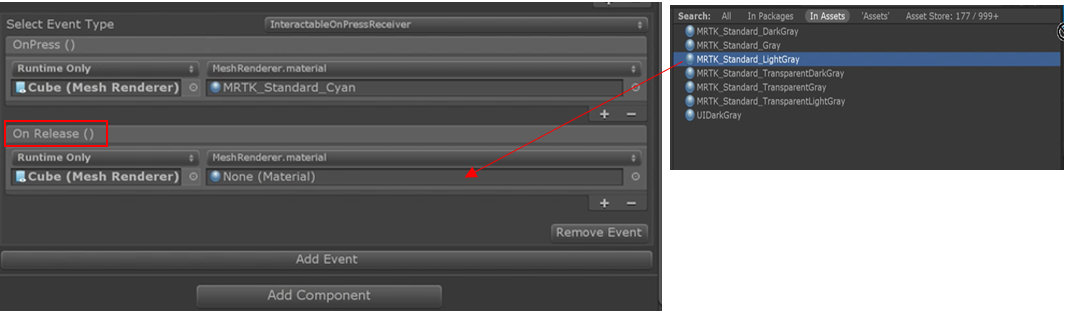 Select Event Type InteractableOnPressReceiver
OnPress ()
Runtime Only MeshRenderer.material
Cube (Mesh Renderer) MRTK_Standard_Cyan
+ −
On Release ()
Runtime Only MeshRenderer.material
Cube (Mesh Renderer) None (Material)
+ −
Remove Event
Add Event
Add Component
Search: All In Packages In Assets 'Assets' Asset Store: 177 / 999+
MRTK_Standard_DarkGray
MRTK_Standard_Gray
MRTK_Standard_LightGray
MRTK_Standard_TransparentDarkGray
MRTK_Standard_TransparentGray
MRTK_Standard_TransparentLightGray
UIDarkGray